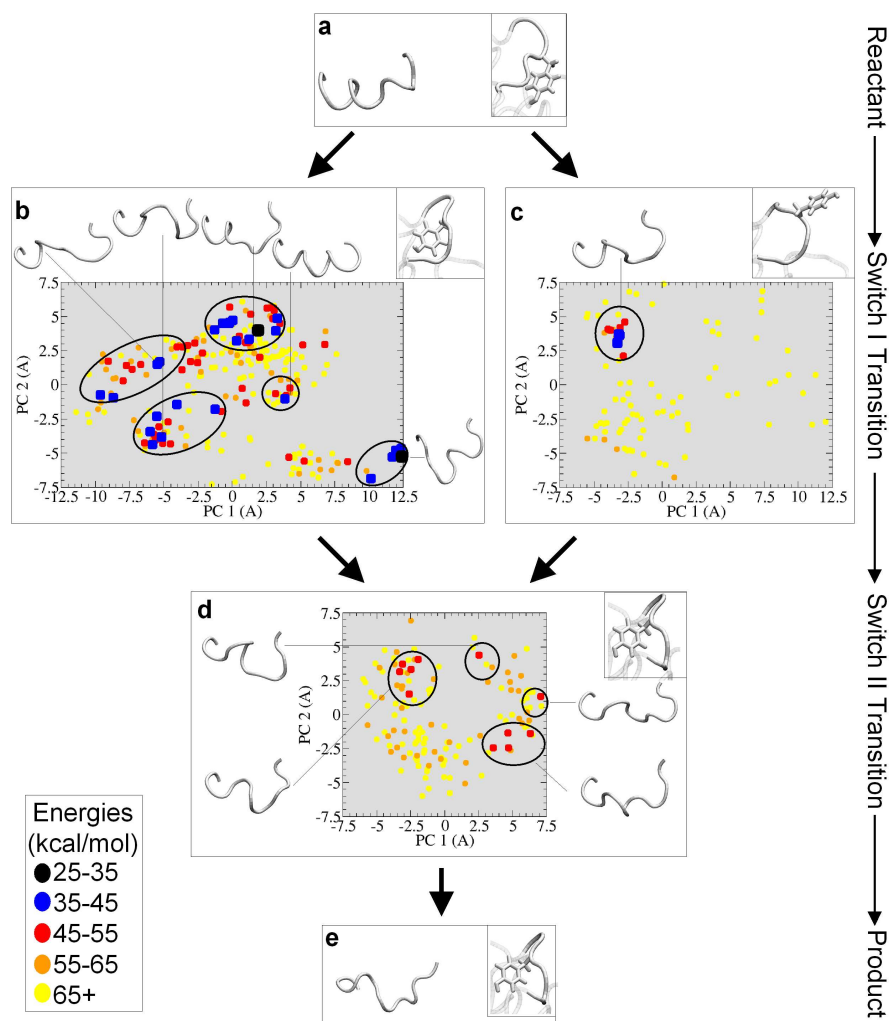 a
Reactant
b
c
Switch I Transition
PC 2 (A)
7.5
5
2.5
0
-2.5
-5
-7.5
-12.5 -10 -7.5 -5 -2.5 0 2.5 5 7.5 10 12.5
PC 1 (A)
PC 2 (A)
7.5
5
2.5
0
-2.5
-5
-7.5
-7.5 -5 -2.5 0 2.5 5 7.5 10 12.5
PC 1 (A)
d
Switch II Transition
PC 2 (A)
7.5
5
2.5
0
-2.5
-5
-7.5
-7.5 -5 -2.5 0 2.5 5 7.5
PC 1 (A)
Energies
(kcal/mol)
25-35
35-45
45-55
55-65
65+
e
Product